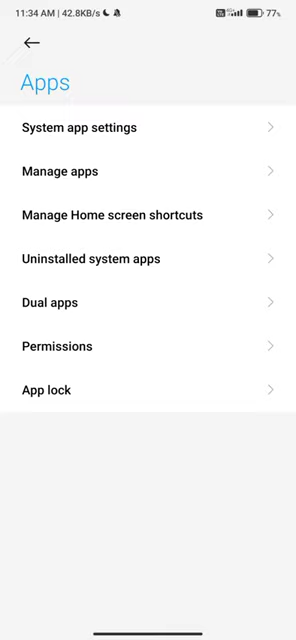 11:34 AM | 42.8KB/s 4G+ 77%
Apps
System app settings
Manage apps
Manage Home screen shortcuts
Uninstalled system apps
Dual apps
Permissions
App lock